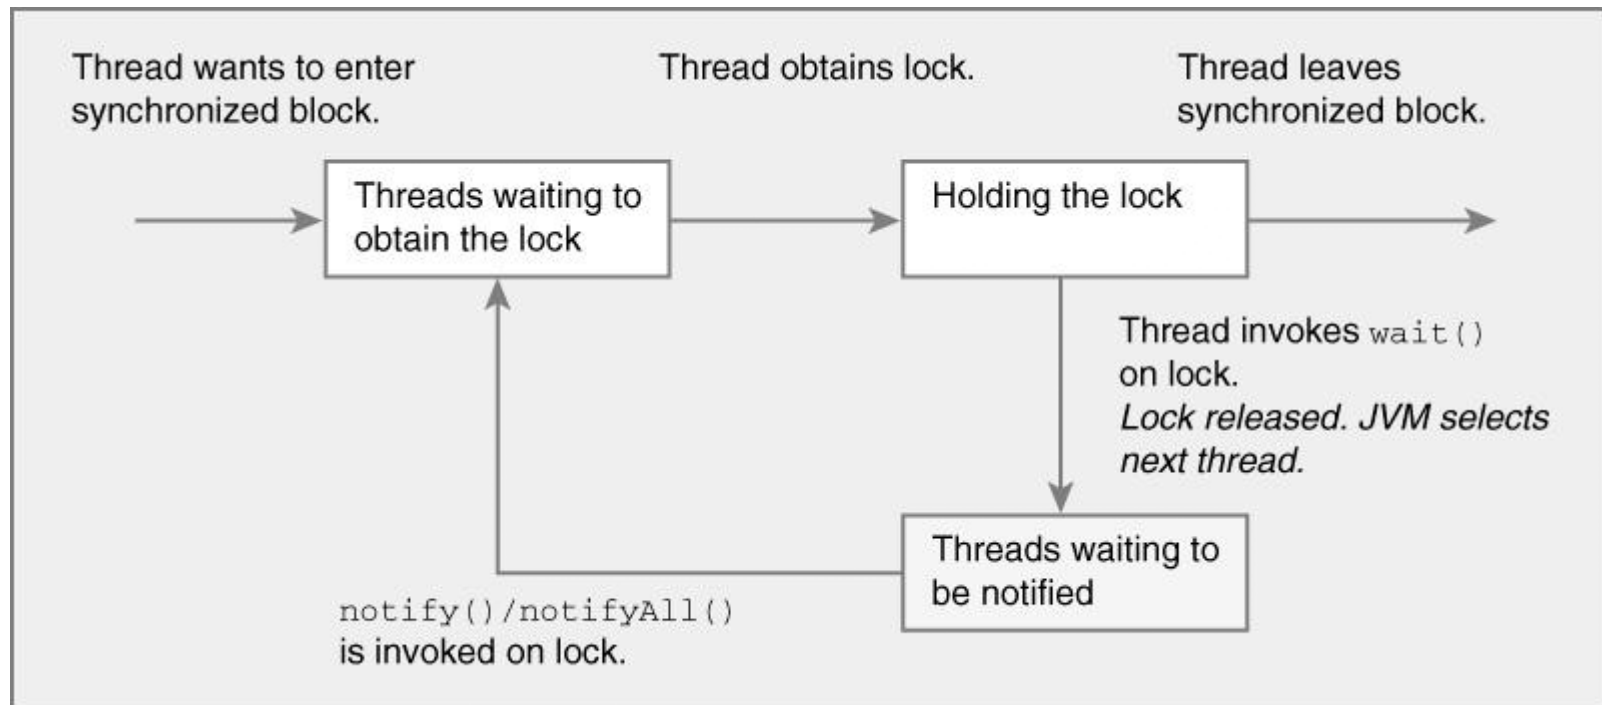 Thread wants to enter
synchronized block.
Thread obtains lock.
Thread leaves
synchronized block.
Threads waiting to
obtain the lock
Holding the lock
Thread invokes wait()
on lock.
Lock released. JVM selects
next thread.
Threads waiting to
be notified
notify()/notifyAll()
is invoked on lock.